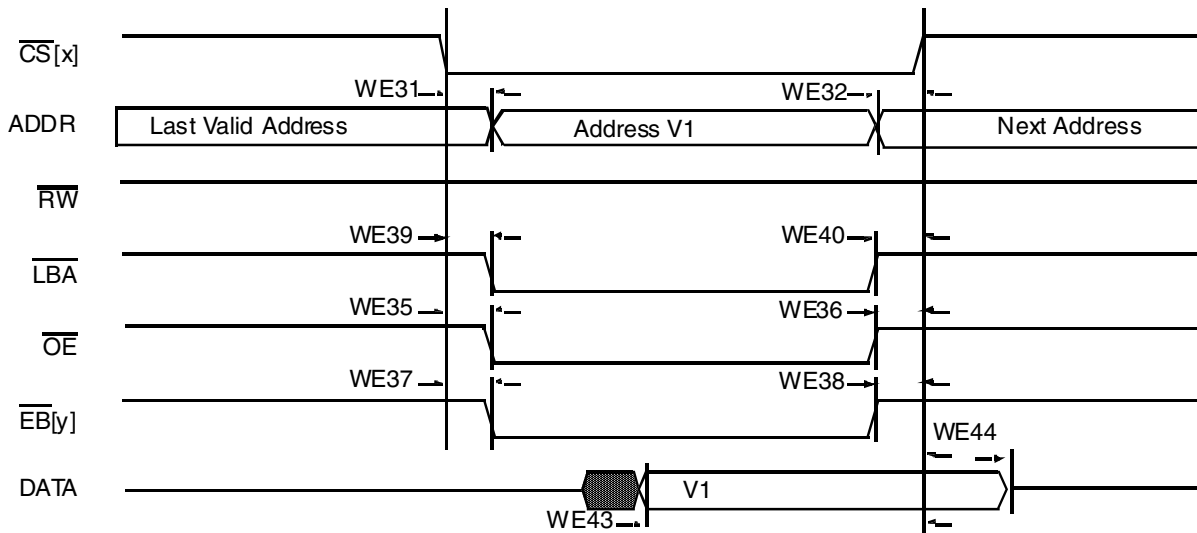 CS[x]
WE31 WE32
ADDR Last Valid Address Address V1 Next Address
RW
WE39 WE40
LBA
WE35 WE36
OE
WE37 WE38
EB[y]
WE44
DATA V1
WE43